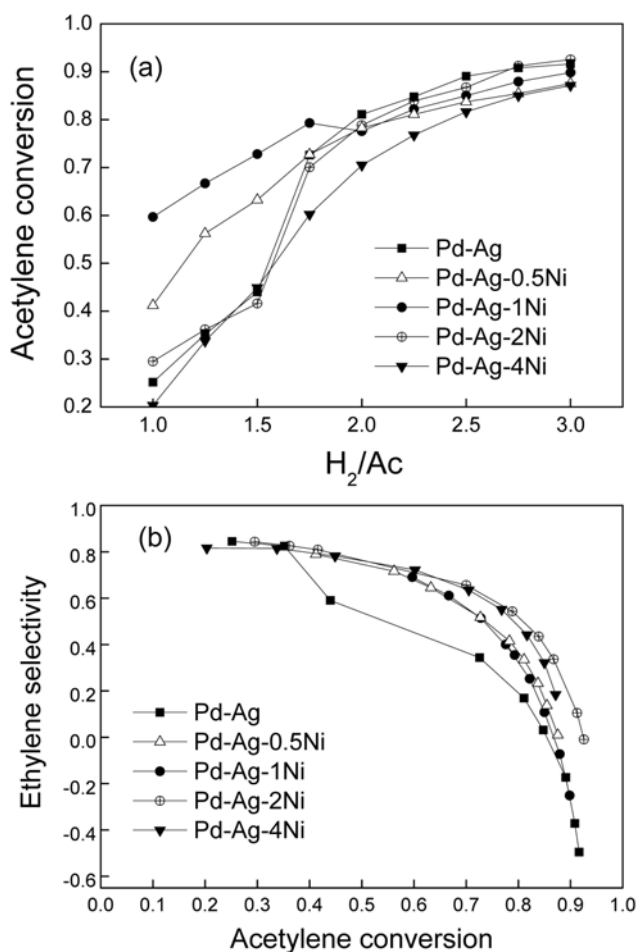 (a)
Acetylene conversion
1.0
0.9
0.8
0.7
0.6
0.5
0.4
0.3
0.2
Pd-Ag
Pd-Ag-0.5Ni
Pd-Ag-1Ni
Pd-Ag-2Ni
Pd-Ag-4Ni
1.0 1.5 2.0 2.5 3.0
H₂/Ac
(b)
Ethylene selectivity
1.0
0.8
0.6
0.4
0.2
0.0
-0.2
-0.4
-0.6
Pd-Ag
Pd-Ag-0.5Ni
Pd-Ag-1Ni
Pd-Ag-2Ni
Pd-Ag-4Ni
0.0 0.1 0.2 0.3 0.4 0.5 0.6 0.7 0.8 0.9 1.0
Acetylene conversion